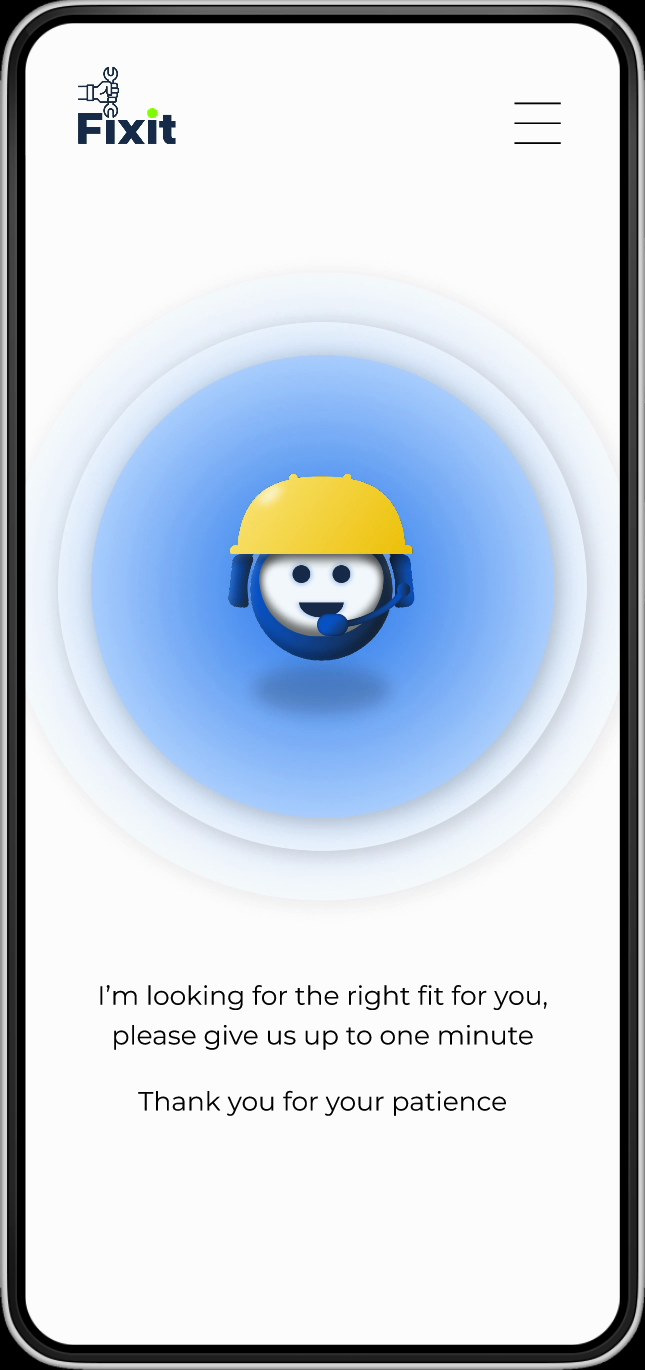 Fixit
I’m looking for the right fit for you,
please give us up to one minute
Thank you for your patience